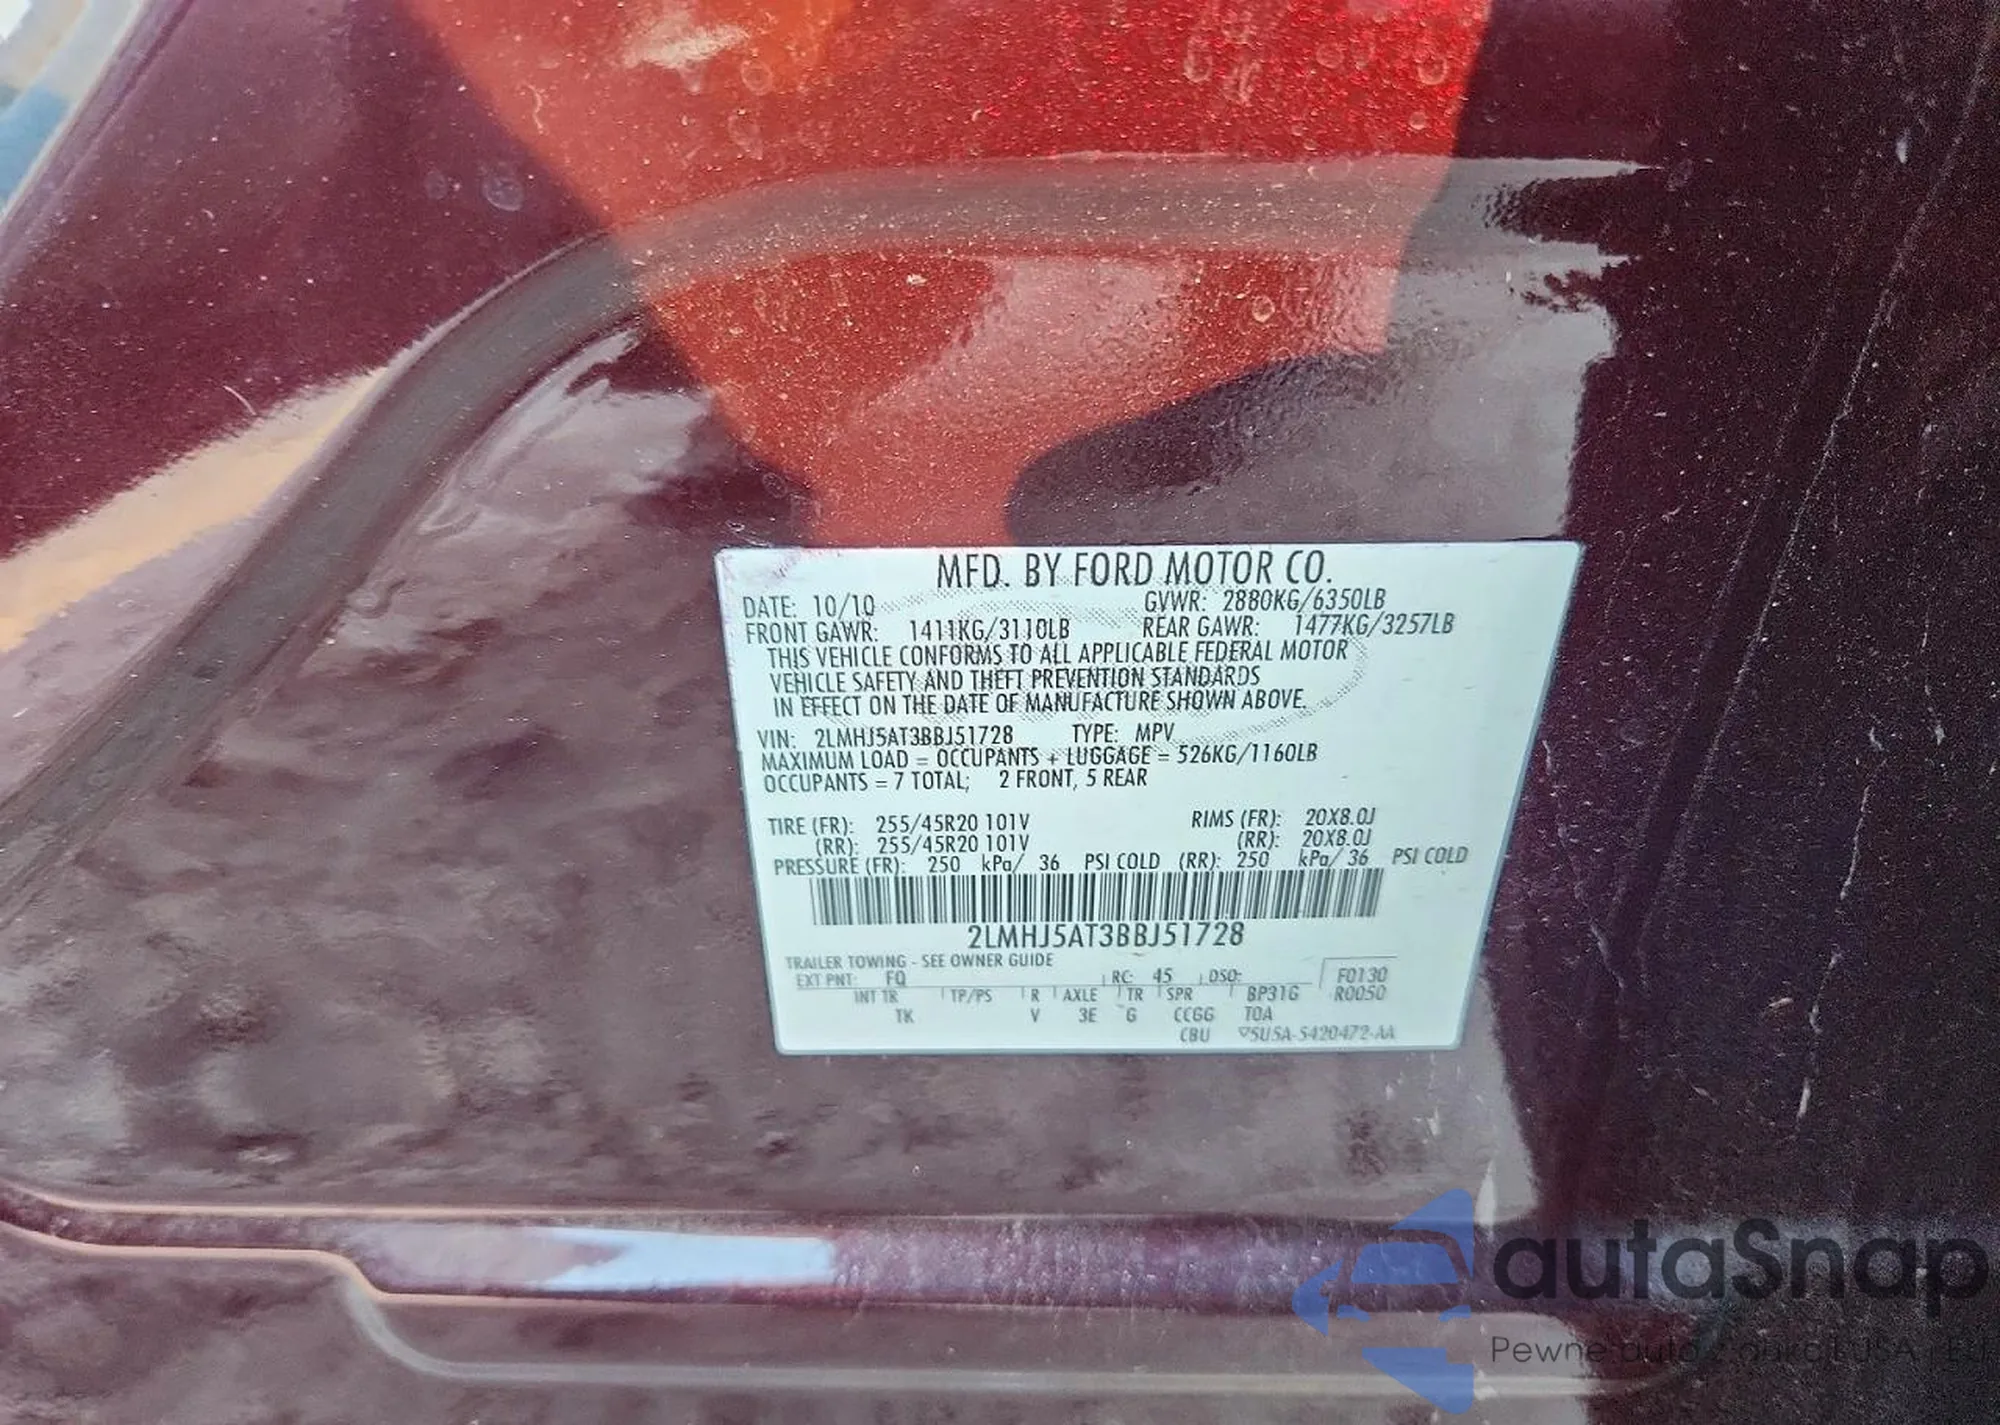 MFD. BY FORD MOTOR CO.
DATE: 10/10 GVWR: 2880KG/6350LB
FRONT GAWR: 1411KG/3110LB REAR GAWR: 1477KG/3257LB
THIS VEHICLE CONFORMS TO ALL APPLICABLE FEDERAL MOTOR
VEHICLE SAFETY AND THEFT PREVENTION STANDARDS
IN EFFECT ON THE DATE OF MANUFACTURE SHOWN ABOVE.
VIN: 2LMHJ5AT3BBJ51728 TYPE: MPV
MAXIMUM LOAD = OCCUPANTS + LUGGAGE = 526KG/1160LB
OCCUPANTS = 7 TOTAL; 2 FRONT, 5 REAR
TIRE (FR): 255/45R20 101V RIMS (FR): 20X8.0J
(RR): 255/45R20 101V (RR): 20X8.0J
PRESSURE (FR): 250 kPa/ 36 PSI COLD (RR): 250 kPa/ 36 PSI COLD
2LMHJ5AT3BBJ51728
TRAILER TOWING - SEE OWNER GUIDE
EXT PNT: FQ RC: 45 DSO: F0130
INT TR TP/PS R AXLE TR SPR BP31G R0050
TK V 3E G CCGG TOA
CBU 5U5A-5420472-AA
autaSnap
Pewne auto z aukcji USA i EU